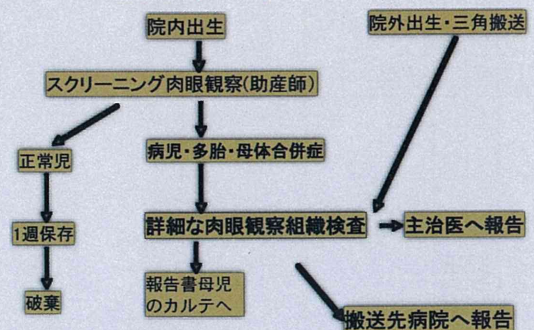 院内出生
院外出生・三角搬送
スクリーニング肉眼観察(助産師)
正常児
病児・多胎・母体合併症
1週保存
詳細な肉眼観察組織検査
主治医へ報告
破棄
報告書母児
のカルテへ
搬送先病院へ報告